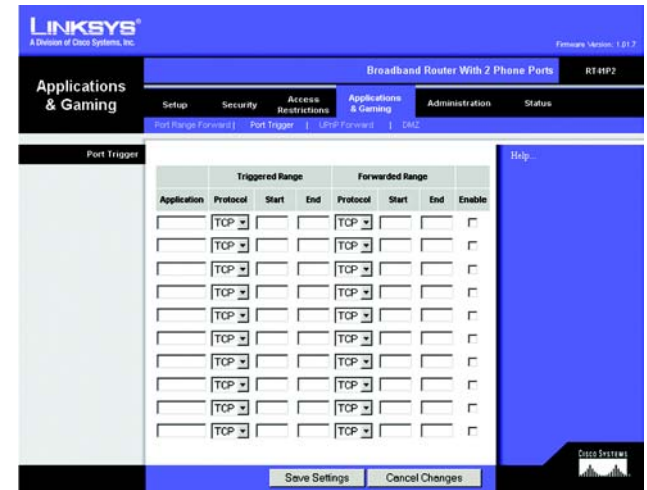 LINKSYS®
A Division of Cisco Systems, Inc.
Firmware Version: 1.01.7
Broadband Router With 2 Phone Ports RT41P2
Applications & Gaming
Setup Security Access Restrictions Applications & Gaming Administration Status
Port Range Forward | Port Trigger | UPnP Forward | DMZ
Port Trigger
Help...
Triggered Range Forwarded Range
Application Protocol Start End Protocol Start End Enable
TCP TCP
TCP TCP
TCP TCP
TCP TCP
TCP TCP
TCP TCP
TCP TCP
TCP TCP
TCP TCP
TCP TCP
Save Settings Cancel Changes
CISCO SYSTEMS